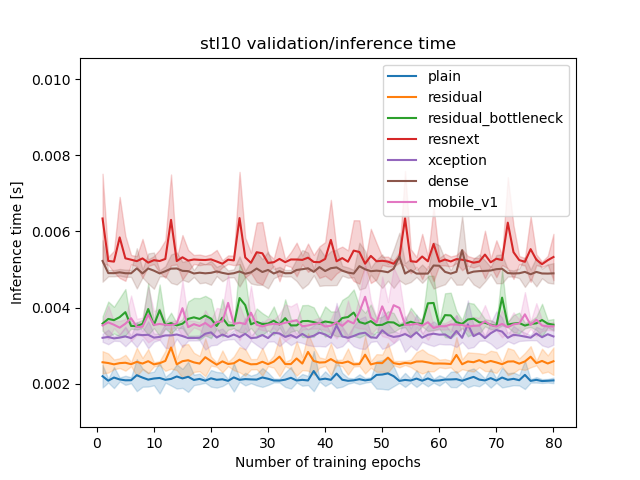 stl10 validation/inference time
Inference time [s]
0.010
0.008
0.006
0.004
0.002
plain
residual
residual_bottleneck
resnext
xception
dense
mobile_v1
0 10 20 30 40 50 60 70 80
Number of training epochs